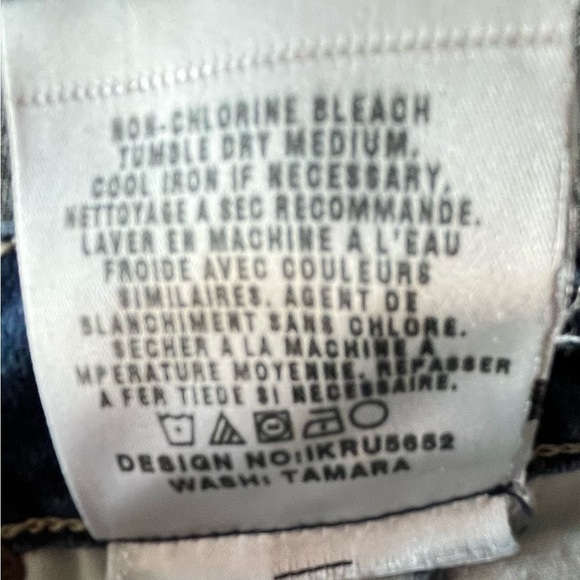 NON-CHLORINE BLEACH
TUMBLE DRY MEDIUM.
COOL IRON IF NECESSARY.
NETTOYAGE A SEC RECOMMANDE.
LAVER EN MACHINE A L'EAU
FROIDE AVEC COULEURS
SIMILAIRES. AGENT DE
BLANCHIMENT SANS CHLORE.
SECHER A LA MACHINE A
MPERATURE MOYENNE. REPASSER
A FER TIEDE SI NECESSAIRE.
DESIGN NO:IKRU5652
WASH: TAMARA